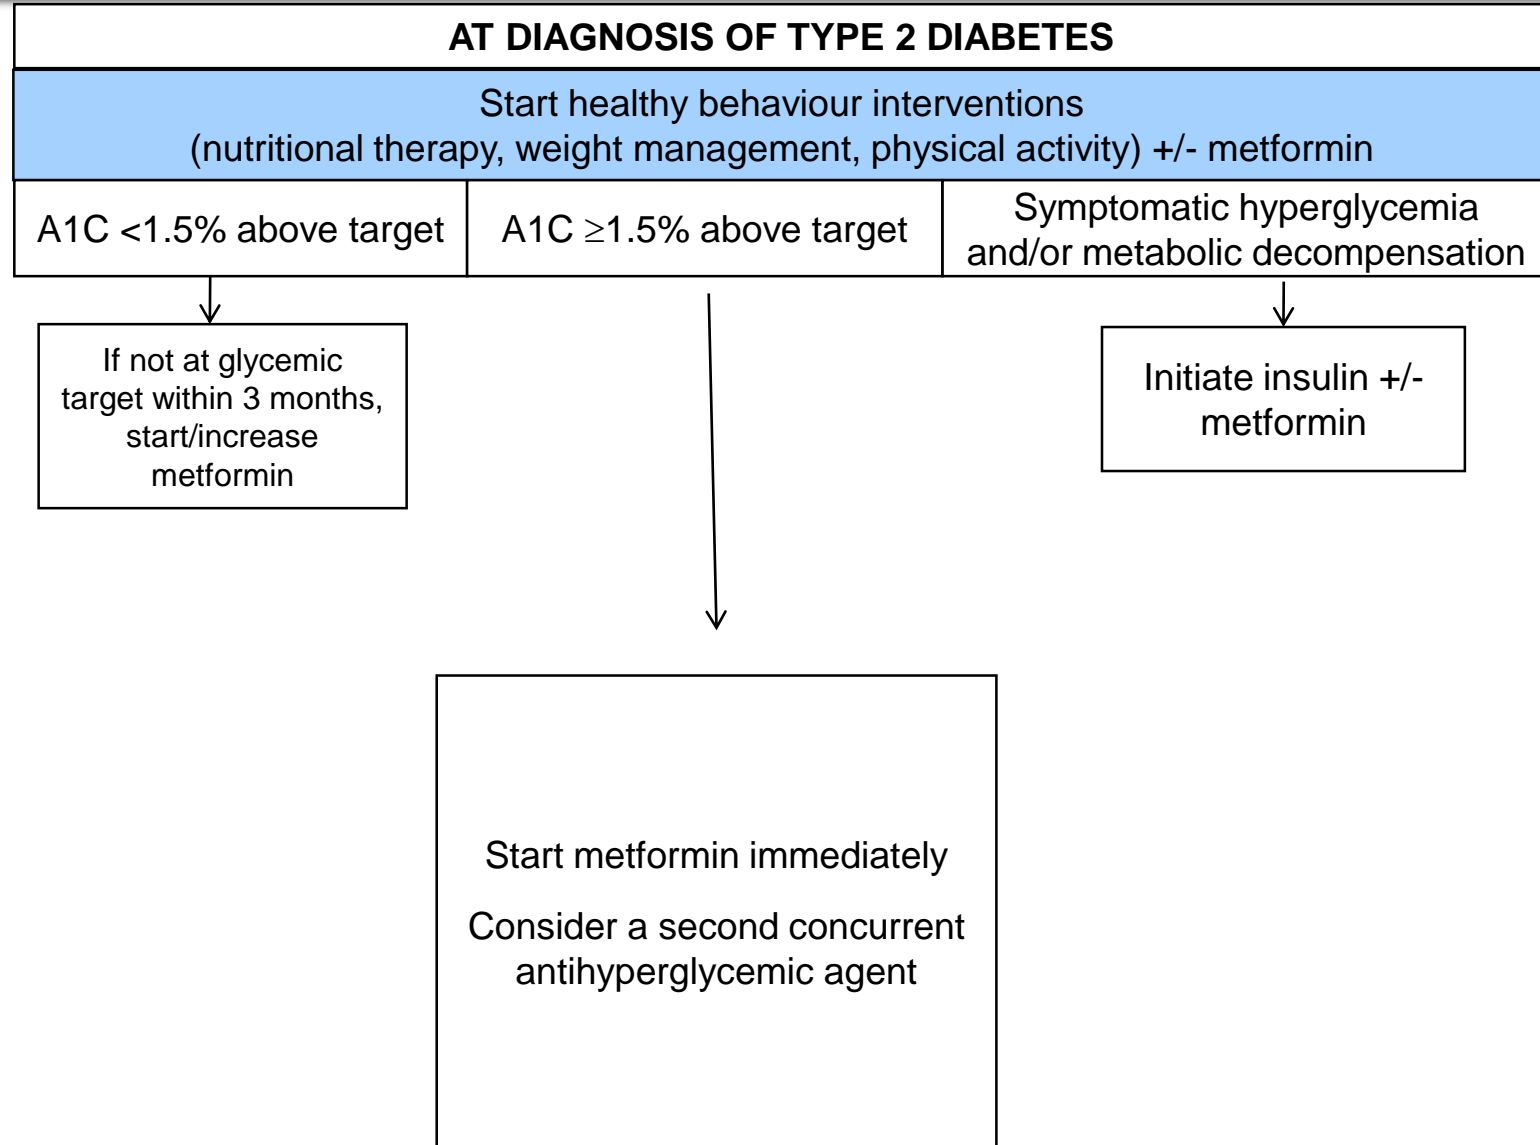 AT DIAGNOSIS OF TYPE 2 DIABETES
Start healthy behaviour interventions
(nutritional therapy, weight management, physical activity) +/- metformin
A1C <1.5% above target
A1C ≥1.5% above target
Symptomatic hyperglycemia
and/or metabolic decompensation
If not at glycemic
target within 3 months,
start/increase
metformin
Initiate insulin +/-
metformin
Start metformin immediately
Consider a second concurrent
antihyperglycemic agent